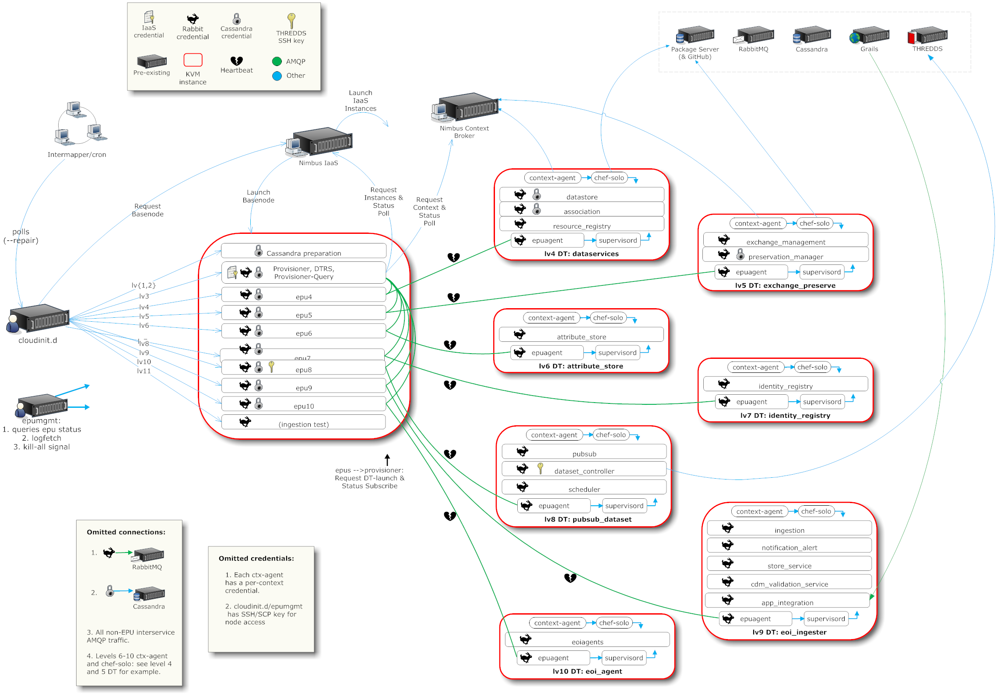 IaaS
credential
Rabbit
credential
Cassandra
credential
THREDDS
SSH key
Pre-existing
KVM
instance
Heartbeat
AMQP
Other
Package Server
(& GitHub)
RabbitMQ
Cassandra
Grails
THREDDS
Launch
IaaS
Instances
Nimbus Context
Broker
Intermapper/cron
Nimbus IaaS
polls
(--repair)
Request
Basenode
Launch
Basenode
Request
Instances &
Status
Poll
Request
Context &
Status
Poll
cloudinit.d
lv{1,2}
lv3
lv4
lv5
lv6
lv8
lv9
lv10
lv11
Cassandra preparation
Provisioner, DTRS,
Provisioner-Query
epu4
epu5
epu6
epu7
epu8
epu9
epu10
(ingestion test)
epumgmt:
1. queries epu status
2. logfetch
3. kill-all signal
epus -->provisioner:
Request DT-launch &
Status Subscribe
context-agent
chef-solo
datastore
association
resource_registry
epuagent
supervisord
lv4 DT: dataservices
context-agent
chef-solo
exchange_management
preservation_manager
epuagent
supervisord
lv5 DT: exchange_preserve
context-agent
chef-solo
attribute_store
epuagent
supervisord
lv6 DT: attribute_store
context-agent
chef-solo
identity_registry
epuagent
supervisord
lv7 DT: identity_registry
context-agent
chef-solo
pubsub
dataset_controller
scheduler
epuagent
supervisord
lv8 DT: pubsub_dataset
context-agent
chef-solo
ingestion
notification_alert
store_service
cdm_validation_service
app_integration
epuagent
supervisord
lv9 DT: eoi_ingester
context-agent
chef-solo
eoiagents
epuagent
supervisord
lv10 DT: eoi_agent
Omitted connections:
1.
RabbitMQ
2.
Cassandra
3. All non-EPU interservice
AMQP traffic.
4. Levels 6-10 ctx-agent
and chef-solo: see level 4
and 5 DT for example.
Omitted credentials:
1. Each ctx-agent
has a per-context
credential.
2. cloudinit.d/epumgmt
has SSH/SCP key for
node access